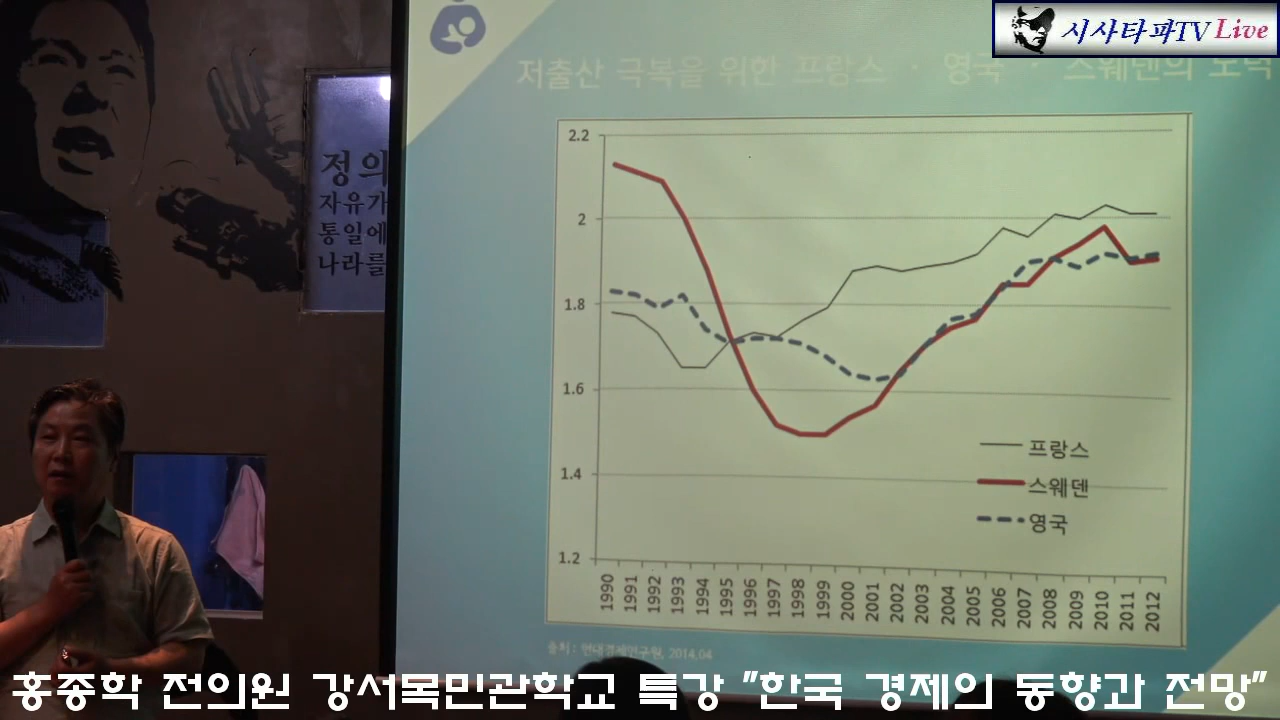 시사타파TV Live
저출산 극복을 위한 프랑스 · 영국 스웨덴의 노력
정의
자유가
통일에
나라를
2.2
2
1.8
1.6
1.4
1.2
프랑스
스웨덴
영국
1990 1991 1992 1993 1994 1995 1996 1997 1998 1999 2000 2001 2002 2003 2004 2005 2006 2007 2008 2009 2010 2011 2012
출처: 현대경제연구원, 2014.04
홍종학 전의원 강서목민관학교 특강 "한국 경제의 동향과 전망"